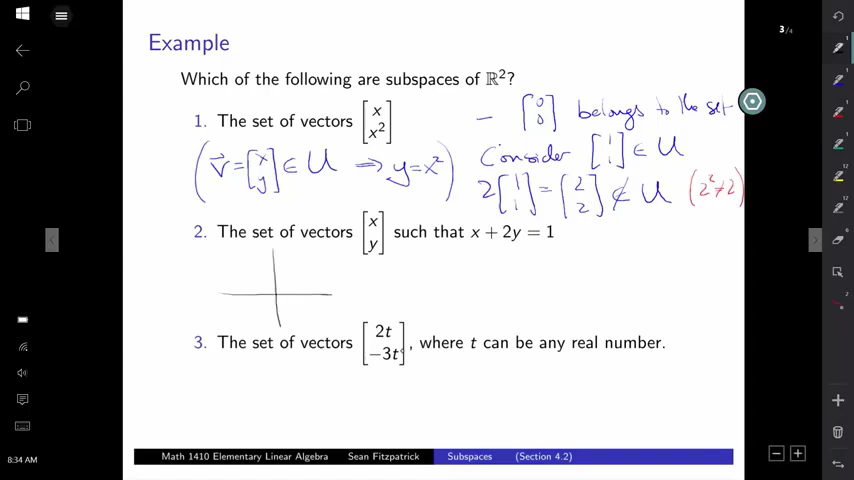 3/4
Example
Which of the following are subspaces of ℝ²?
1. The set of vectors [x x²]
– [0 0] belongs to the set
(v⃗ = [x y] ∈ U ⟹ y = x²)
Consider [1 1] ∈ U
2[1 1] = [2 2] ∉ U (2² ≠ 2)
2. The set of vectors [x y] such that x + 2y = 1
3. The set of vectors [2t −3t], where t can be any real number.
Math 1410 Elementary Linear Algebra Sean Fitzpatrick Subspaces (Section 4.2)
8:34 AM